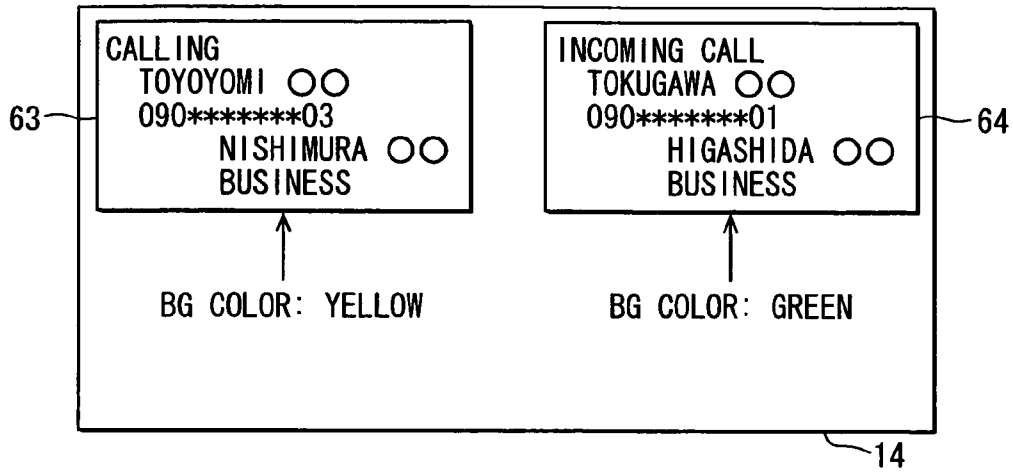 CALLING
TOYOYOMI ○○
090*******03
NISHIMURA ○○
BUSINESS
63
INCOMING CALL
TOKUGAWA ○○
090*******01
HIGASHIDA ○○
BUSINESS
64
BG COLOR: YELLOW
BG COLOR: GREEN
14